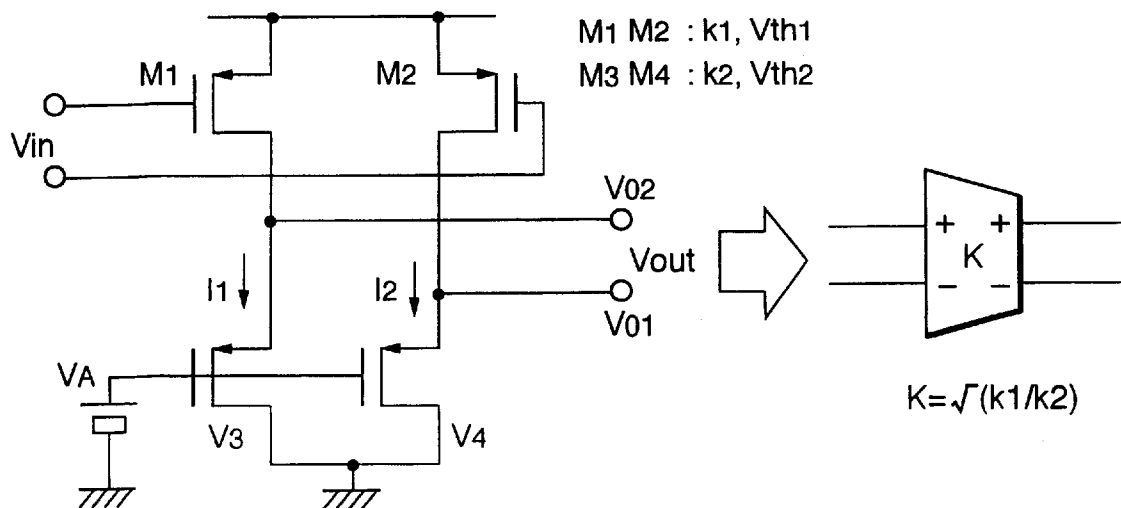 M1 M2 : k1, Vth1
M3 M4 : k2, Vth2
M1
M2
Vin
V02
Vout
V01
I1
I2
VA
V3
V4
+ +
K
− −
K=√(k1/k2)